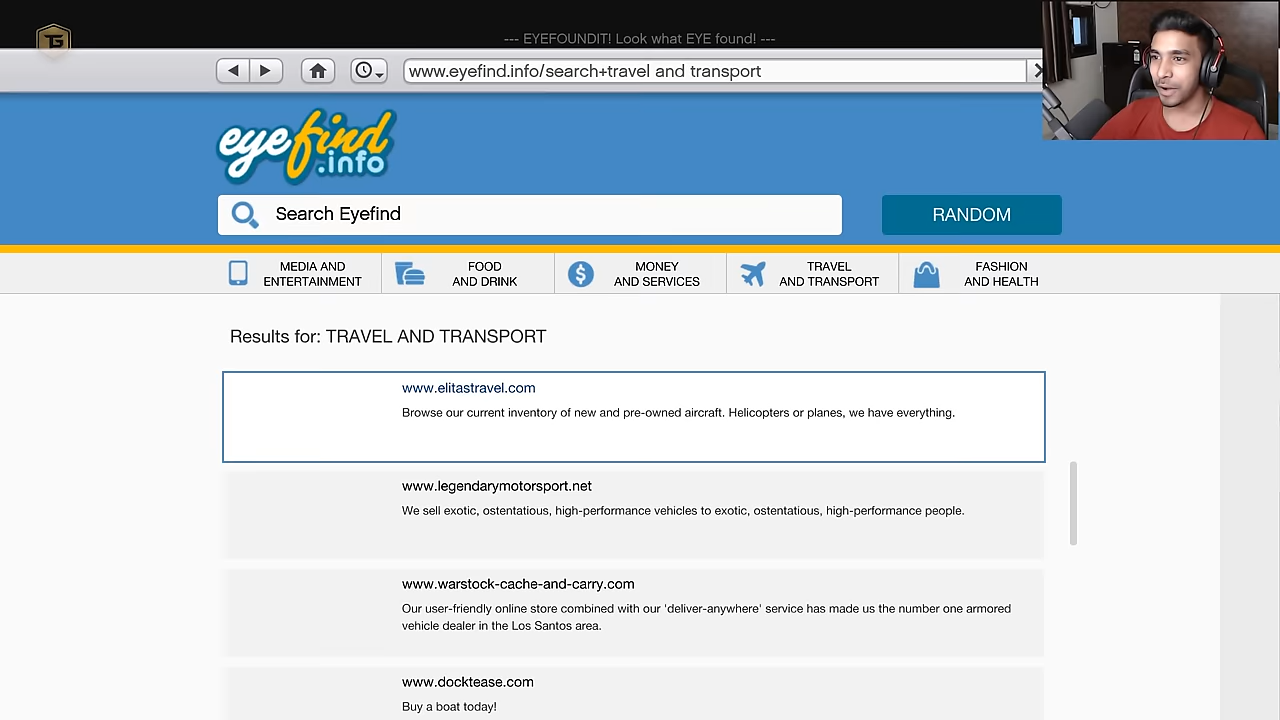 TG
--- EYEFOUNDIT! Look what EYE found! ---
www.eyefind.info/search+travel and transport
eyefind
.info
Search Eyefind
RANDOM
MEDIA AND
ENTERTAINMENT
FOOD
AND DRINK
MONEY
AND SERVICES
TRAVEL
AND TRANSPORT
FASHION
AND HEALTH
Results for: TRAVEL AND TRANSPORT
www.elitastravel.com
Browse our current inventory of new and pre-owned aircraft. Helicopters or planes, we have everything.
www.legendarymotorsport.net
We sell exotic, ostentatious, high-performance vehicles to exotic, ostentatious, high-performance people.
www.warstock-cache-and-carry.com
Our user-friendly online store combined with our 'deliver-anywhere' service has made us the number one armored
vehicle dealer in the Los Santos area.
www.docktease.com
Buy a boat today!